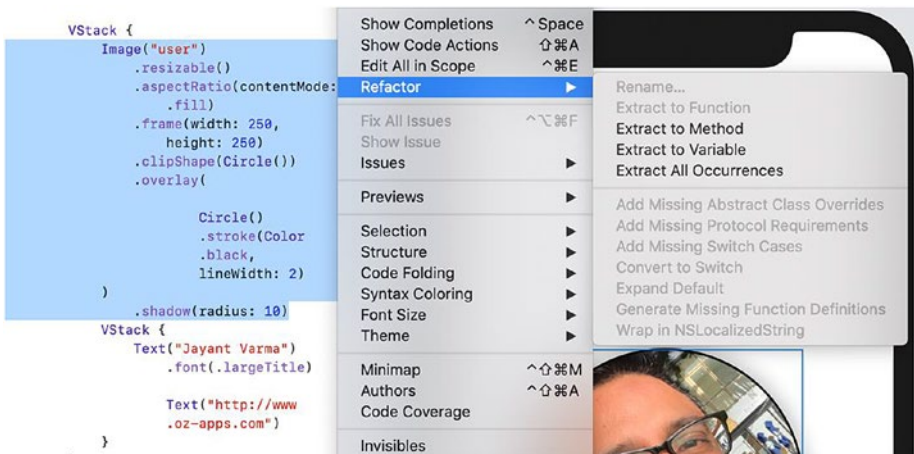 VStack {
Image("user")
.resizable()
.aspectRatio(contentMode:
.fill)
.frame(width: 250,
height: 250)
.clipShape(Circle())
.overlay(
Circle()
.stroke(Color
.black,
lineWidth: 2)
)
.shadow(radius: 10)
VStack {
Text("Jayant Varma")
.font(.largeTitle)
Text("http://www
.oz-apps.com")
}
Show Completions ^ Space
Show Code Actions ⇧⌘A
Edit All in Scope ^⌘E
Refactor ▶
Fix All Issues ^⌥⌘F
Show Issue
Issues ▶
Previews ▶
Selection ▶
Structure ▶
Code Folding ▶
Syntax Coloring ▶
Font Size ▶
Theme ▶
Minimap ^⇧⌘M
Authors ^⇧⌘A
Code Coverage
Invisibles
Rename...
Extract to Function
Extract to Method
Extract to Variable
Extract All Occurrences
Add Missing Abstract Class Overrides
Add Missing Protocol Requirements
Add Missing Switch Cases
Convert to Switch
Expand Default
Generate Missing Function Definitions
Wrap in NSLocalizedString